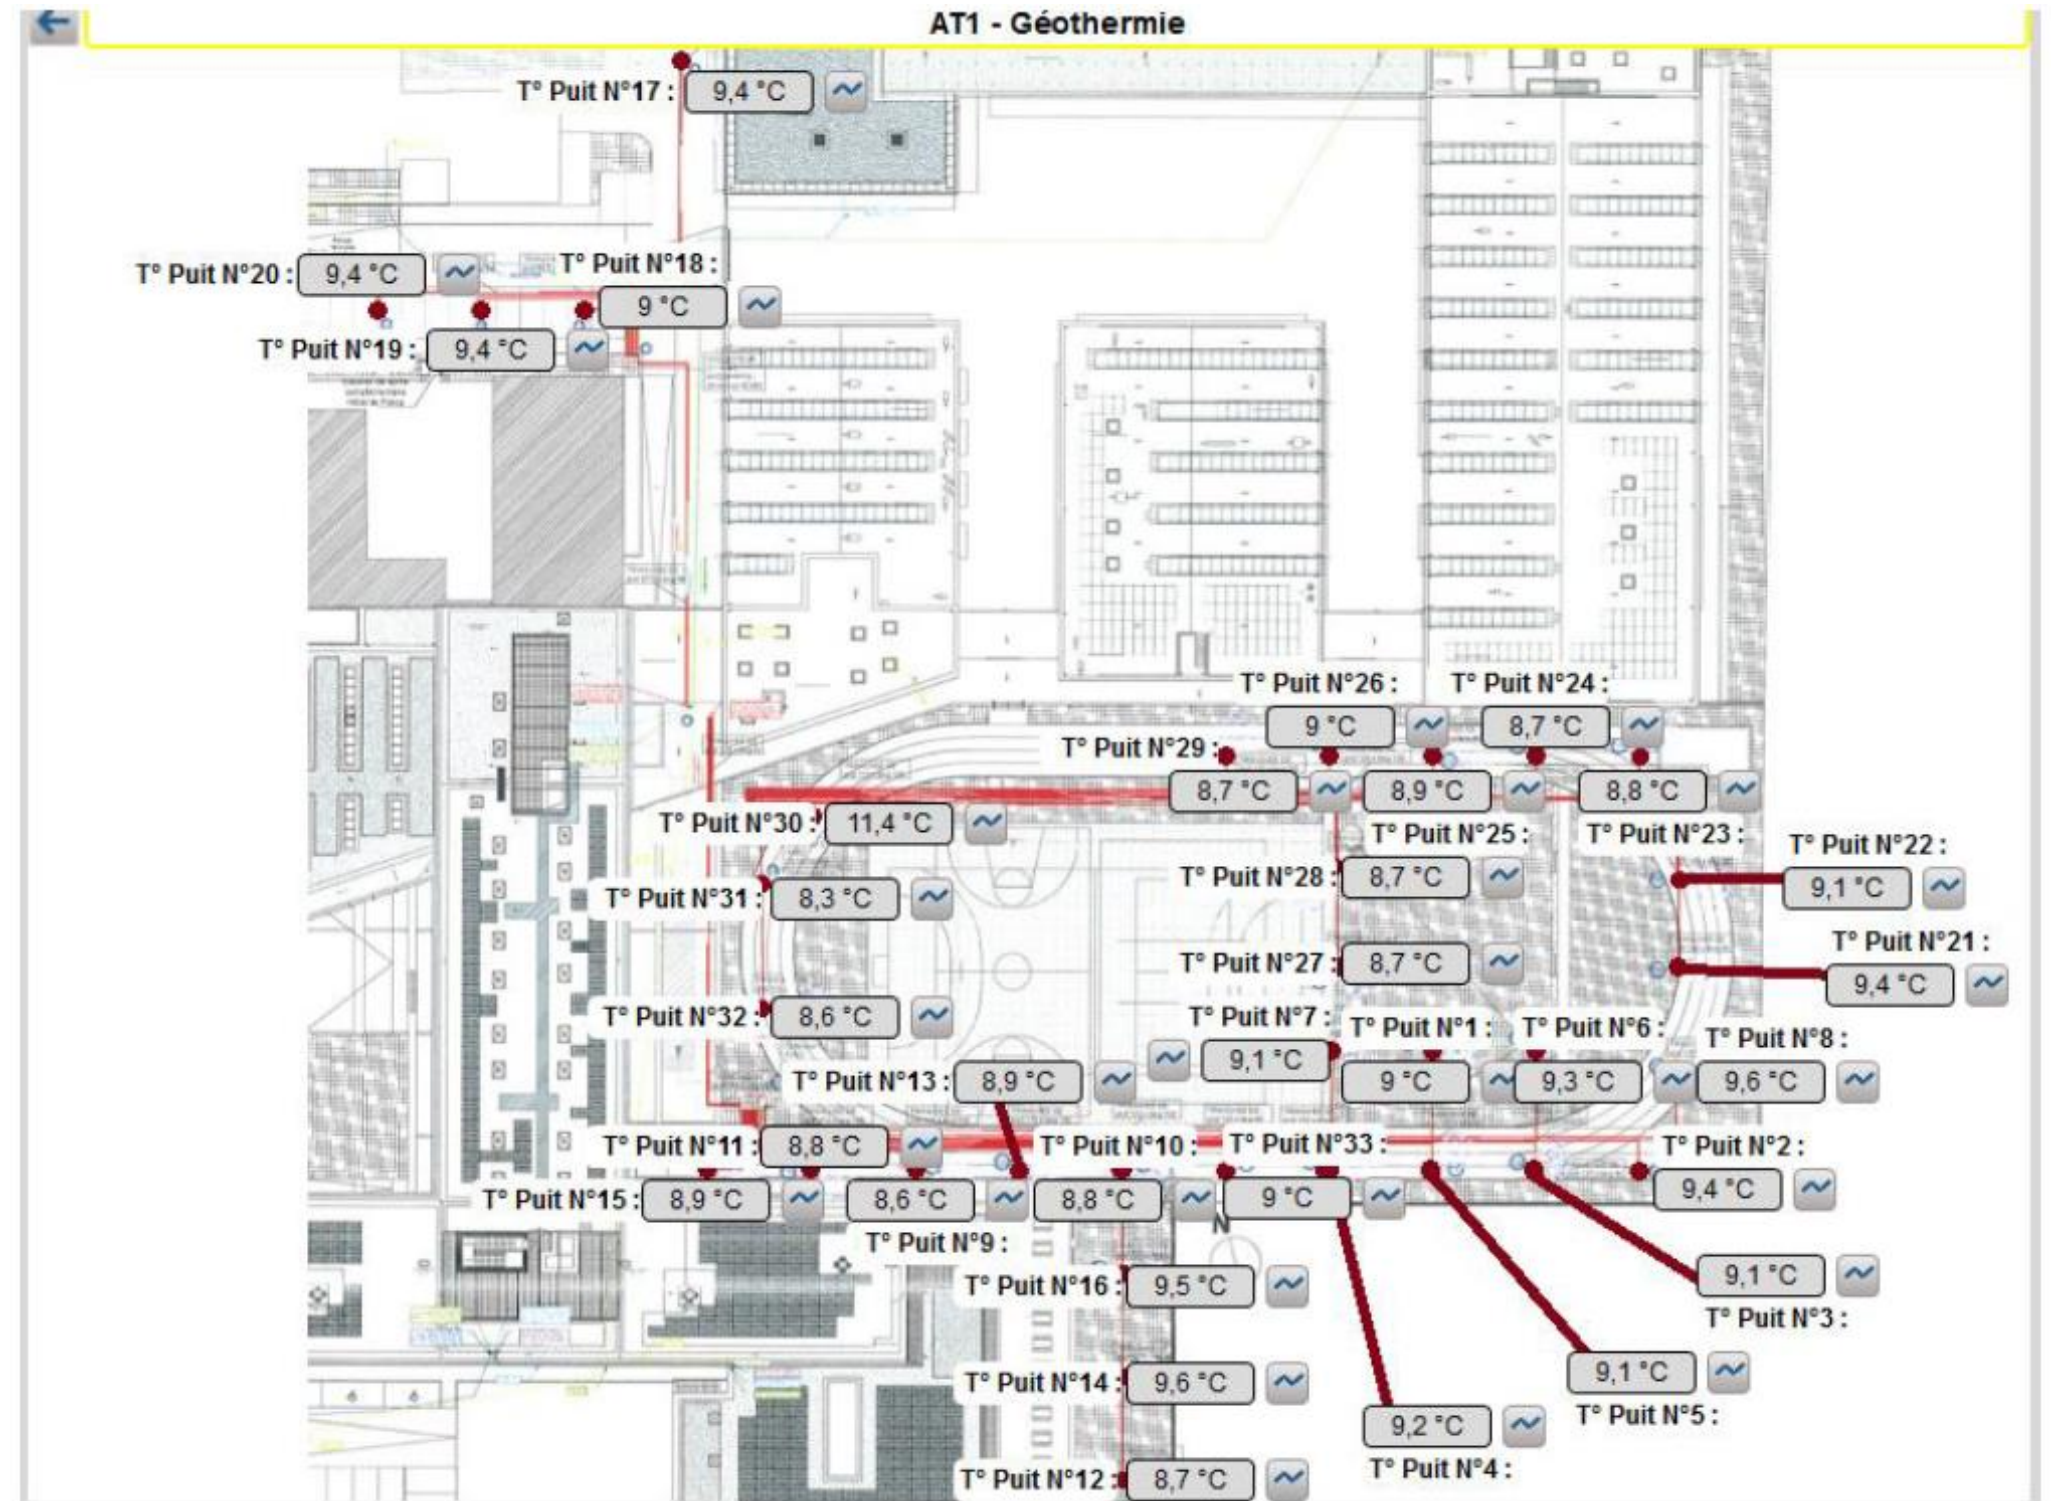 AT1 - Géothermie
T° Puit N°17 : 9,4 °C
T° Puit N°18 :
T° Puit N°20 : 9,4 °C
9 °C
T° Puit N°19 : 9,4 °C
T° Puit N°26 : T° Puit N°24 :
9 °C 8,7 °C
T° Puit N°29 :
8,7 °C 8,9 °C 8,8 °C
T° Puit N°30 : 11,4 °C
T° Puit N°25 : T° Puit N°23 :
T° Puit N°22 :
T° Puit N°28 : 8,7 °C
9,1 °C
T° Puit N°31 : 8,3 °C
T° Puit N°21 :
T° Puit N°27 : 8,7 °C
9,4 °C
T° Puit N°32 : 8,6 °C
T° Puit N°7 : T° Puit N°1 : T° Puit N°6 : T° Puit N°8 :
9,1 °C
T° Puit N°13 : 8,9 °C
9 °C 9,3 °C 9,6 °C
T° Puit N°11 : 8,8 °C
T° Puit N°10 : T° Puit N°33 : T° Puit N°2 :
9,4 °C
T° Puit N°15 : 8,9 °C 8,6 °C 8,8 °C 9 °C
N
T° Puit N°9 :
T° Puit N°16 : 9,5 °C
9,1 °C
T° Puit N°3 :
9,1 °C
T° Puit N°14 : 9,6 °C
T° Puit N°5 :
9,2 °C
T° Puit N°4 :
T° Puit N°12 : 8,7 °C